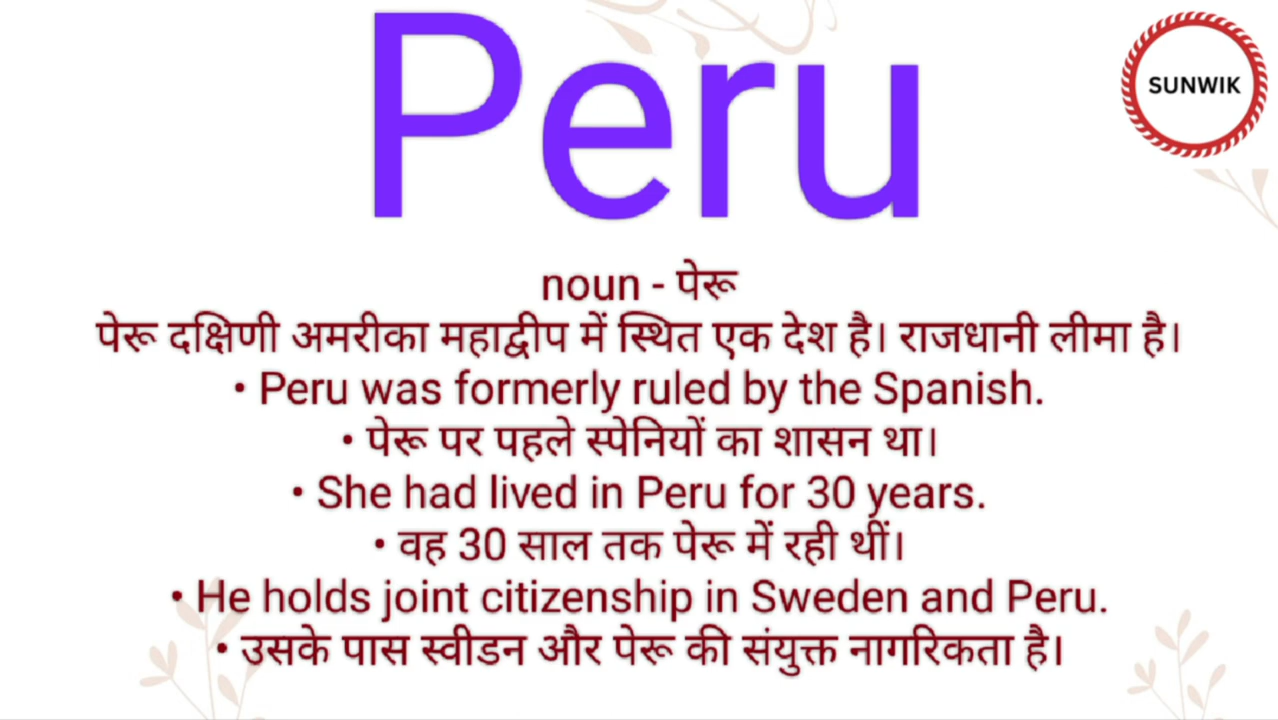 Peru
SUNWIK
noun - पेरू
पेरू दक्षिणी अमरीका महाद्वीप में स्थित एक देश है। राजधानी लीमा है।
• Peru was formerly ruled by the Spanish.
• पेरू पर पहले स्पेनियों का शासन था।
• She had lived in Peru for 30 years.
• वह 30 साल तक पेरू में रही थीं।
• He holds joint citizenship in Sweden and Peru.
• उसके पास स्वीडन और पेरू की संयुक्त नागरिकता है।